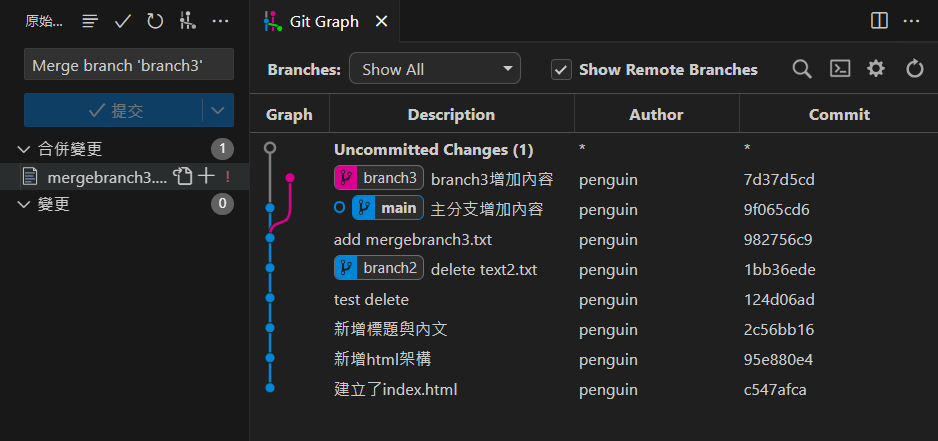 原始...
Merge branch 'branch3'
提交
合併變更 1
mergebranch3.... !
變更 0
Git Graph
Branches: Show All Show Remote Branches
Graph Description Author Commit
Uncommitted Changes (1) * *
branch3 branch3增加內容 penguin 7d37d5cd
main 主分支增加內容 penguin 9f065cd6
add mergebranch3.txt penguin 982756c9
branch2 delete text2.txt penguin 1bb36ede
test delete penguin 124d06ad
新增標題與內文 penguin 2c56bb16
新增html架構 penguin 95e880e4
建立了index.html penguin c547afca